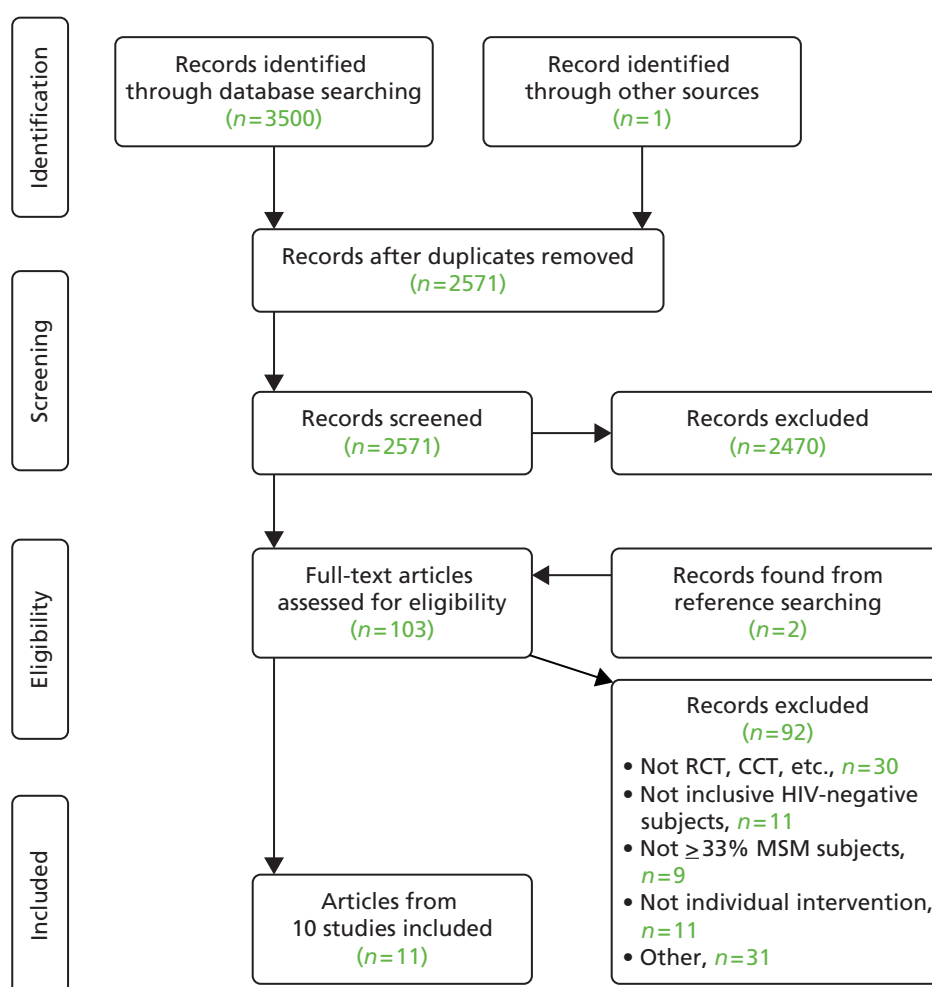 Identification
Records identified
through database searching
(n=3500)
Record identified
through other sources
(n=1)
Records after duplicates removed
(n=2571)
Screening
Records screened
(n=2571)
Records excluded
(n=2470)
Eligibility
Full-text articles
assessed for eligibility
(n=103)
Records found from
reference searching
(n=2)
Records excluded
(n=92)
• Not RCT, CCT, etc., n=30
• Not inclusive HIV-negative
subjects, n=11
• Not ≥33% MSM subjects,
n=9
• Not individual intervention,
n=11
• Other, n=31
Included
Articles from
10 studies included
(n=11)